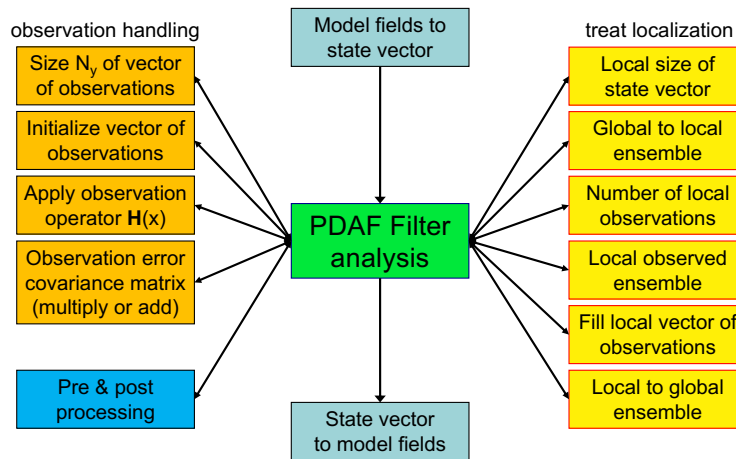 observation handling
Size Ny of vector
of observations
Initialize vector of
observations
Apply observation
operator H(x)
Observation error
covariance matrix
(multiply or add)
Pre & post
processing
Model fields to
state vector
PDAF Filter
analysis
State vector
to model fields
treat localization
Local size of
state vector
Global to local
ensemble
Number of local
observations
Local observed
ensemble
Fill local vector of
observations
Local to global
ensemble